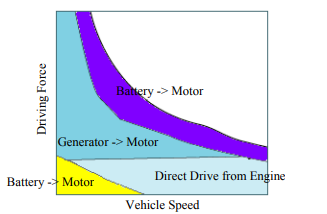 Driving Force
Battery -> Motor
Generator -> Motor
Direct Drive from Engine
Battery -> Motor
Vehicle Speed